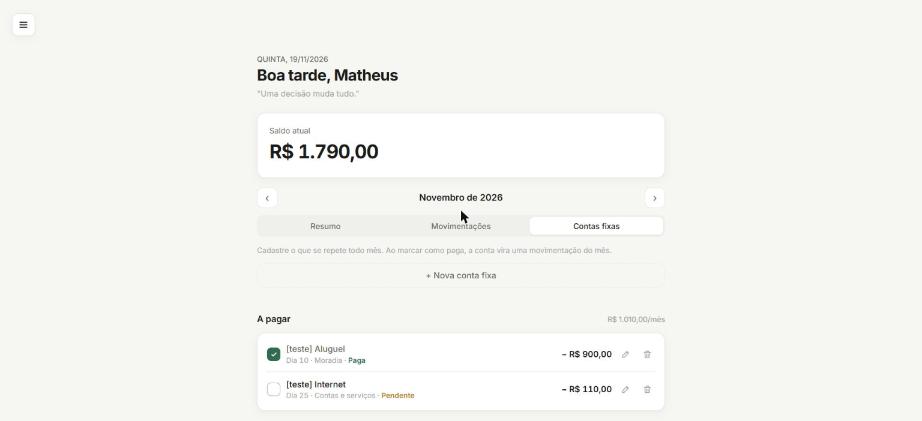 QUINTA, 19/11/2026
Boa tarde, Matheus
"Uma decisão muda tudo."
Saldo atual
R$ 1.790,00
‹ Novembro de 2026 ›
Resumo Movimentações Contas fixas
Cadastre o que se repete todo mês. Ao marcar como paga, a conta vira uma movimentação do mês.
+ Nova conta fixa
A pagar R$ 1.010,00/mês
[teste] Aluguel
Dia 10 · Moradia · Paga
− R$ 900,00
[teste] Internet
Dia 25 · Contas e serviços · Pendente
− R$ 110,00